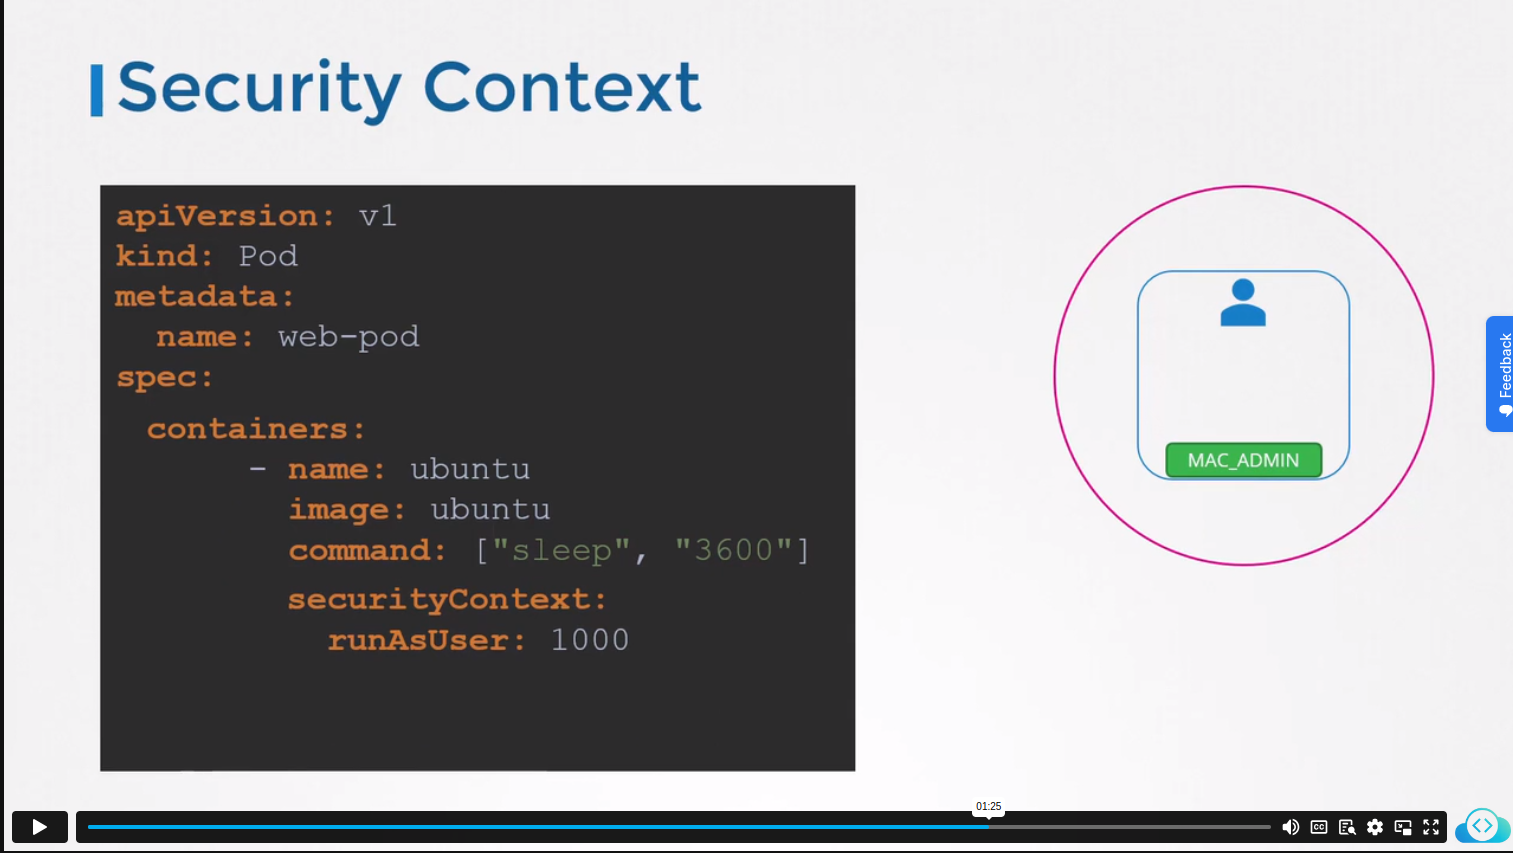 Security Context
apiVersion: v1
kind: Pod
metadata:
  name: web-pod
spec:
  containers:
      - name: ubuntu
        image: ubuntu
        command: ["sleep", "3600"]
        securityContext:
          runAsUser: 1000
MAC_ADMIN
Feedback
01:25
CC